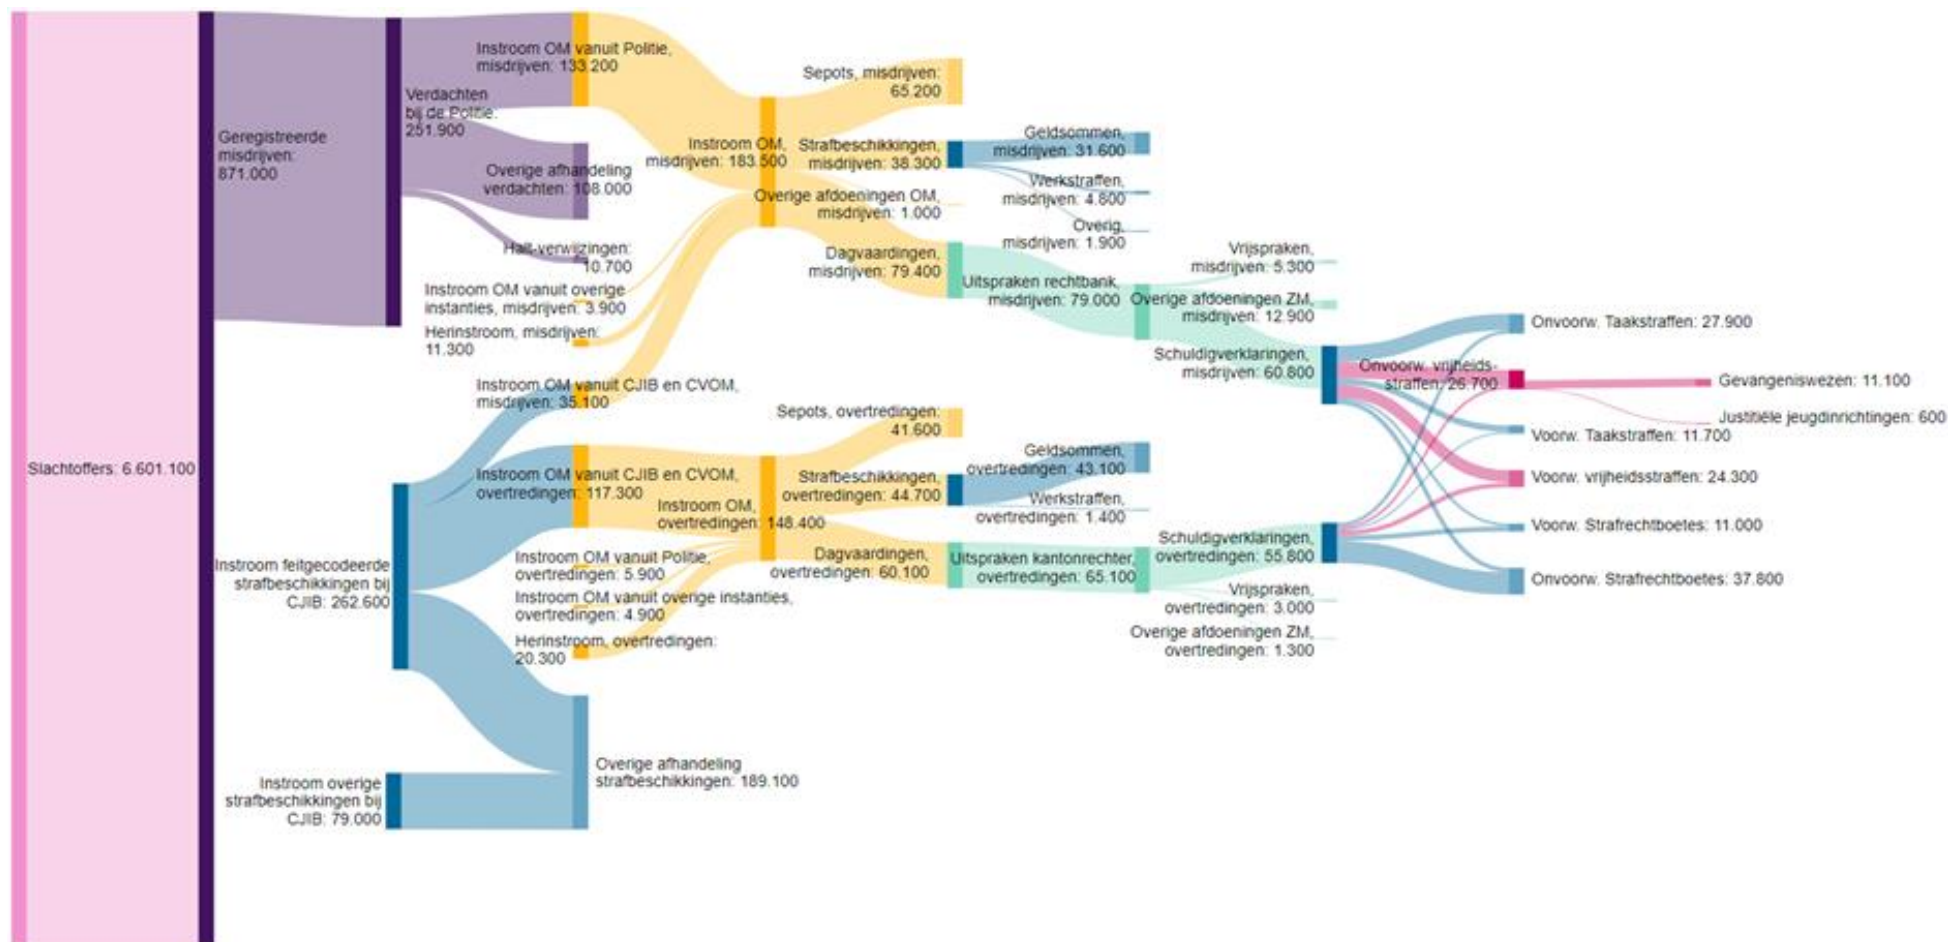 Slachtoffers: 6.601.100
Geregistreerde
misdrijven:
871.000
Verdachten
bij de Politie:
251.900
Instroom feitgecodeerde
strafbeschikkingen bij
CJIB: 262.600
Instroom overige
strafbeschikkingen bij
CJIB: 79.000
Instroom OM vanuit Politie,
misdrijven: 133.200
Overige afhandeling
verdachten: 108.000
Halt-verwijzingen:
10.700
Instroom OM vanuit overige
instanties, misdrijven: 3.900
Herinstroom, misdrijven:
11.300
Instroom OM vanuit CJIB en CVOM,
misdrijven: 35.100
Instroom OM vanuit CJIB en CVOM,
overtredingen: 117.300
Instroom OM vanuit Politie,
overtredingen: 5.900
Instroom OM vanuit overige instanties,
overtredingen: 4.900
Herinstroom, overtredingen:
20.300
Overige afhandeling
strafbeschikkingen: 189.100
Instroom OM,
misdrijven: 183.500
Instroom OM,
overtredingen: 148.400
Sepots, misdrijven:
65.200
Strafbeschikkingen,
misdrijven: 38.300
Overige afdoeningen OM,
misdrijven: 1.000
Dagvaardingen,
misdrijven: 79.400
Sepots, overtredingen:
41.600
Strafbeschikkingen,
overtredingen: 44.700
Dagvaardingen,
overtredingen: 60.100
Geldsommen,
misdrijven: 31.600
Werkstraffen,
misdrijven: 4.800
Overig,
misdrijven: 1.900
Uitspraken rechtbank,
misdrijven: 79.000
Geldsommen,
overtredingen: 43.100
Werkstraffen,
overtredingen: 1.400
Uitspraken kantonrechter,
overtredingen: 65.100
Vrijspraken,
misdrijven: 5.300
Overige afdoeningen ZM,
misdrijven: 12.900
Schuldigverklaringen,
misdrijven: 60.800
Schuldigverklaringen,
overtredingen: 55.800
Vrijspraken,
overtredingen: 3.000
Overige afdoeningen ZM,
overtredingen: 1.300
Onvoorw. Taakstraffen: 27.900
Onvoorw. vrijheids-
straffen: 26.700
Voorw. Taakstraffen: 11.700
Voorw. vrijheidsstraffen: 24.300
Voorw. Strafrechtboetes: 11.000
Onvoorw. Strafrechtboetes: 37.800
Gevangeniswezen: 11.100
Justitiële jeugdinrichtingen: 600